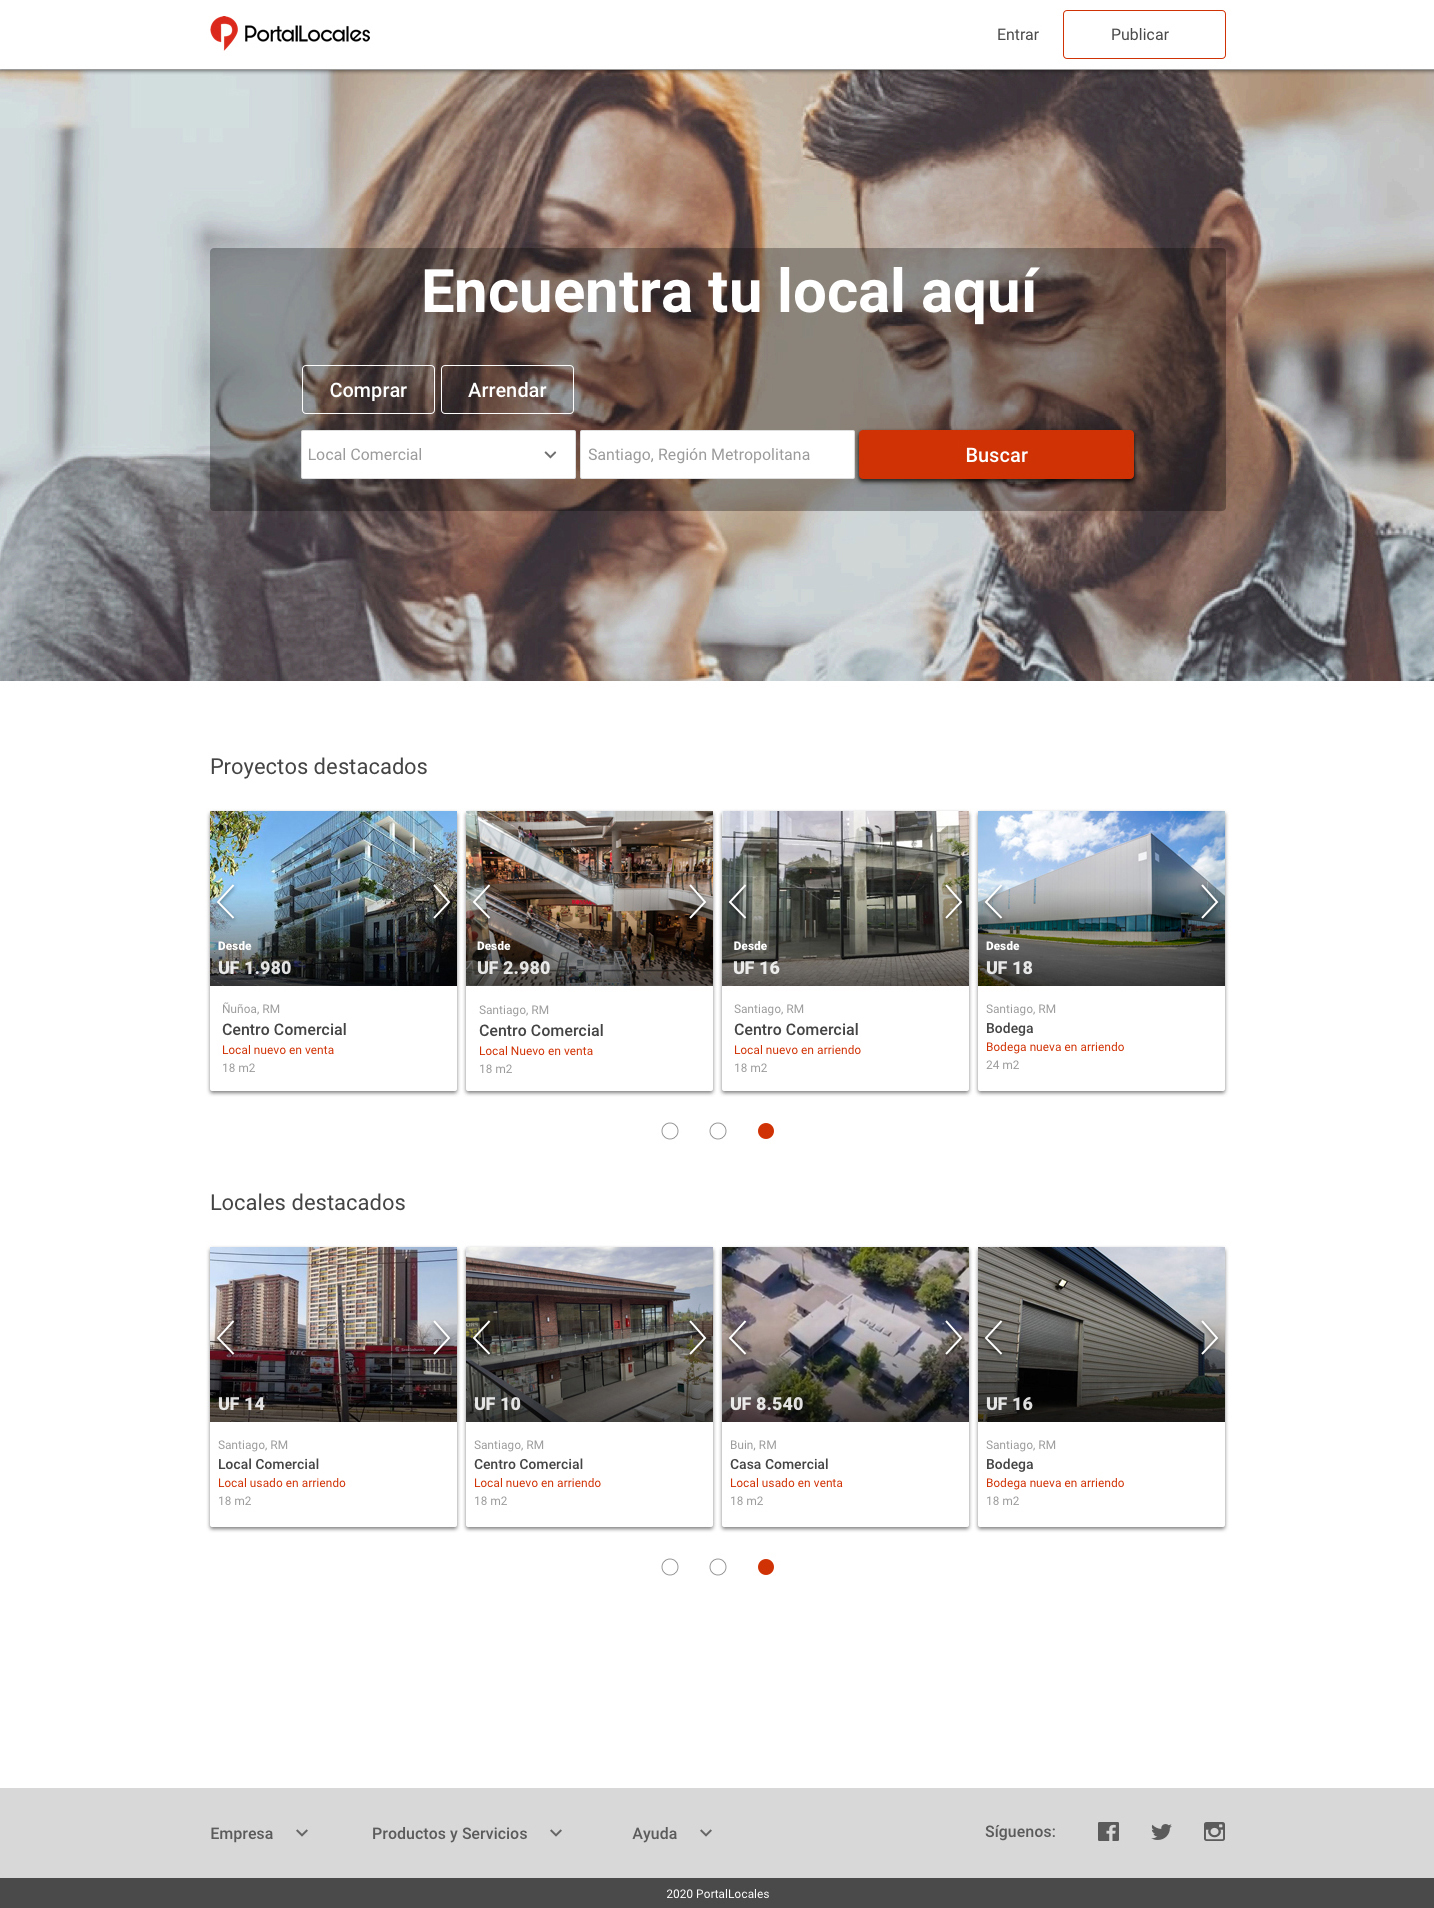 PortalLocales
Entrar
Publicar
Encuentra tu local aquí
Comprar
Arrendar
Local Comercial
Santiago, Región Metropolitana
Buscar
Proyectos destacados
Desde
UF 1.980
Ñuñoa, RM
Centro Comercial
Local nuevo en venta
18 m2
Desde
UF 2.980
Santiago, RM
Centro Comercial
Local Nuevo en venta
18 m2
Desde
UF 16
Santiago, RM
Centro Comercial
Local nuevo en arriendo
18 m2
Desde
UF 18
Santiago, RM
Bodega
Bodega nueva en arriendo
24 m2
Locales destacados
KFC
UF 14
Santiago, RM
Local Comercial
Local usado en arriendo
18 m2
UF 10
Santiago, RM
Centro Comercial
Local nuevo en arriendo
18 m2
UF 8.540
Buin, RM
Casa Comercial
Local usado en venta
18 m2
UF 16
Santiago, RM
Bodega
Bodega nueva en arriendo
18 m2
Empresa
Productos y Servicios
Ayuda
Síguenos:
2020 PortalLocales